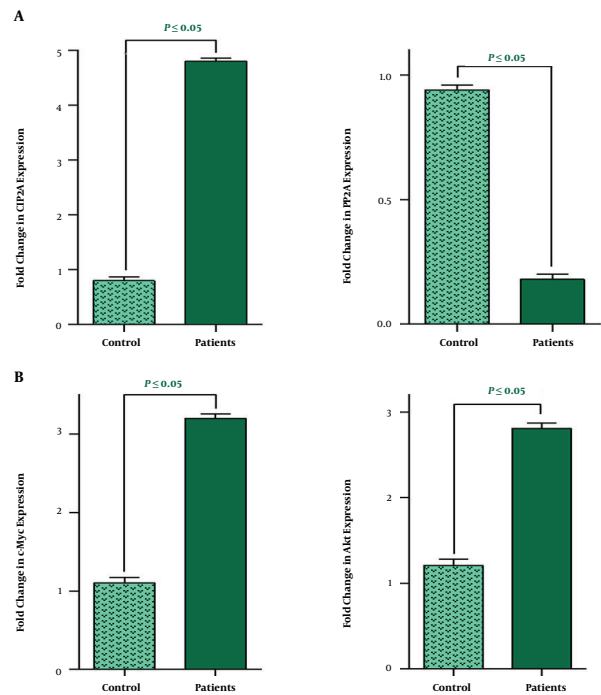 A
P ≤ 0.05
5
4
3
2
1
0
Fold Change in CIP2A Expression
Control
Patients
P ≤ 0.05
1.0
0.5
0.0
Fold Change in PP2A Expression
Control
Patients
B
P ≤ 0.05
3
2
1
0
Fold Change in c-Myc Expression
Control
Patients
P ≤ 0.05
3
2
1
0
Fold Change in Akt Expression
Control
Patients